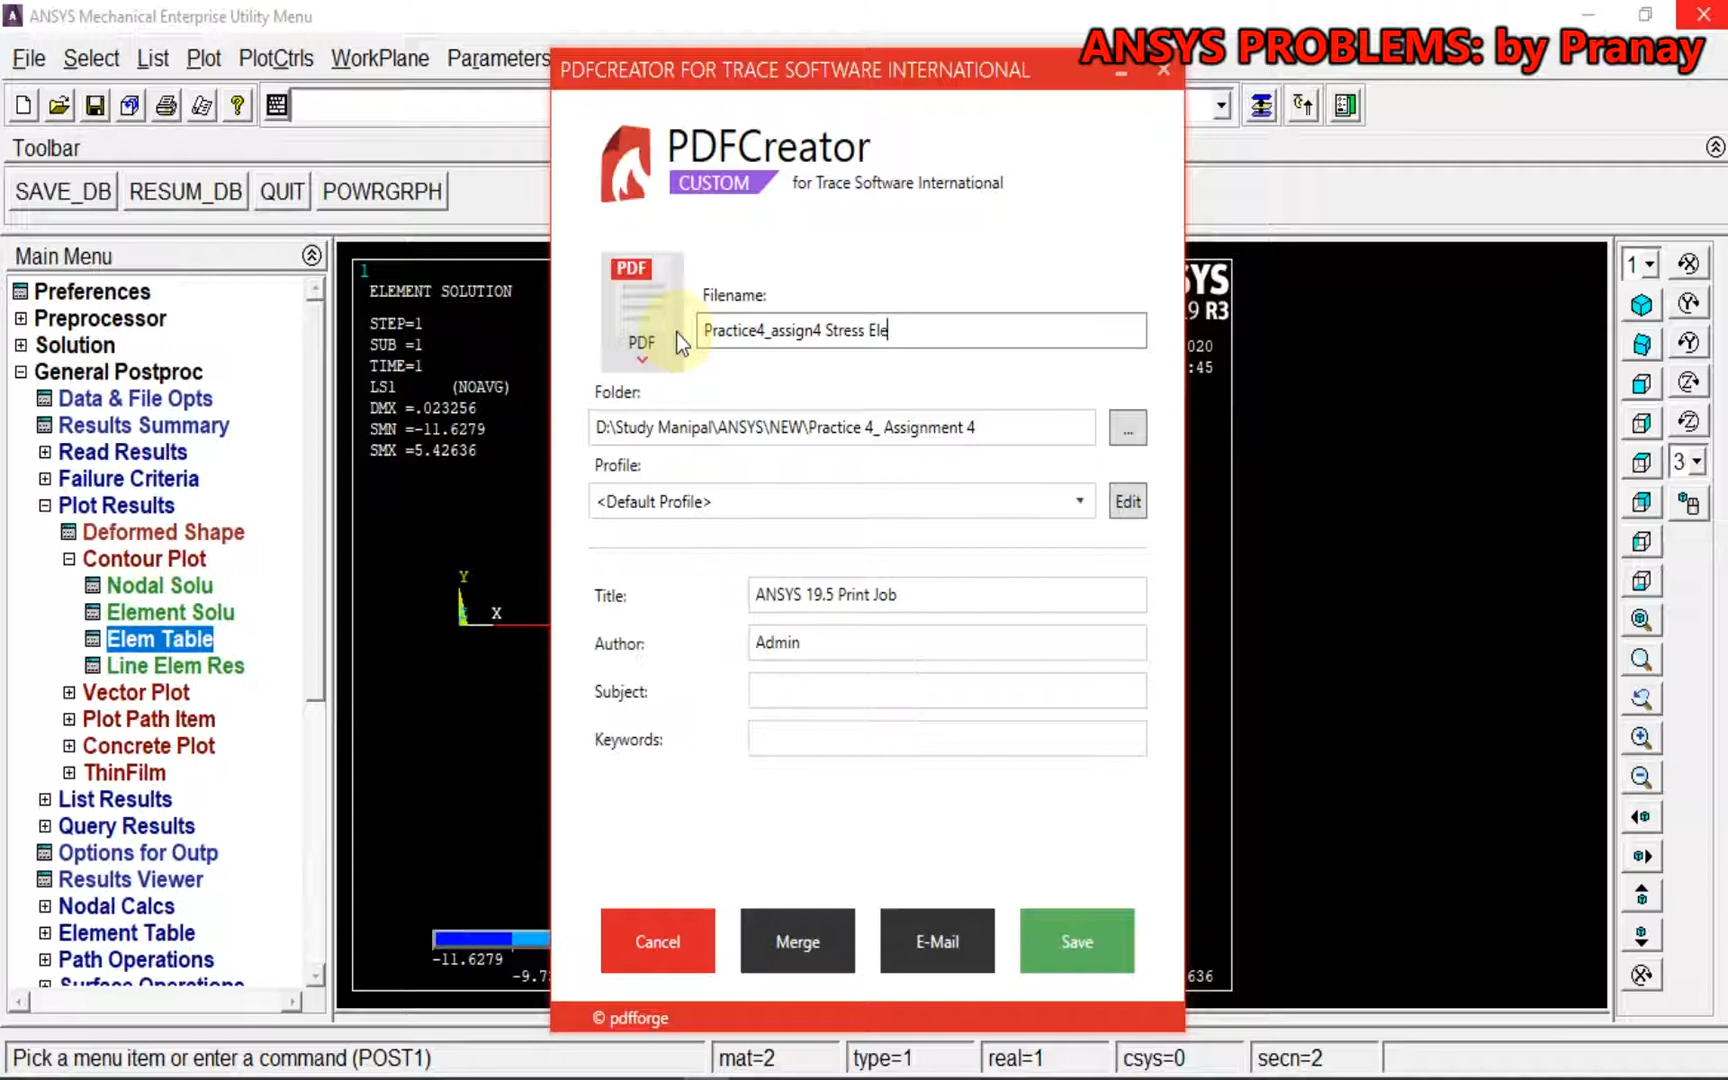 ANSYS Mechanical Enterprise Utility Menu
ANSYS PROBLEMS: by Pranay
File Select List Plot PlotCtrls WorkPlane Parameters
Toolbar
SAVE_DB RESUM_DB QUIT POWRGRPH
Main Menu
Preferences
Preprocessor
Solution
General Postproc
Data & File Opts
Results Summary
Read Results
Failure Criteria
Plot Results
Deformed Shape
Contour Plot
Nodal Solu
Element Solu
Elem Table
Line Elem Res
Vector Plot
Plot Path Item
Concrete Plot
ThinFilm
List Results
Query Results
Options for Outp
Results Viewer
Nodal Calcs
Element Table
Path Operations
Surface Operations
1
ELEMENT SOLUTION
STEP=1
SUB =1
TIME=1
LS1 (NOAVG)
DMX =.023256
SMN =-11.6279
SMX =5.42636
Y
X
-11.6279
-9.7
PDFCREATOR FOR TRACE SOFTWARE INTERNATIONAL
PDFCreator
CUSTOM for Trace Software International
PDF
PDF
Filename:
Practice4_assign4 Stress Ele
Folder:
D:\Study Manipal\ANSYS\NEW\Practice 4_ Assignment 4
...
Profile:
<Default Profile>
Edit
Title:
ANSYS 19.5 Print Job
Author:
Admin
Subject:
Keywords:
Cancel Merge E-Mail Save
© pdfforge
SYS
9 R3
020
:45
636
1
3
Pick a menu item or enter a command (POST1)
mat=2 type=1 real=1 csys=0 secn=2